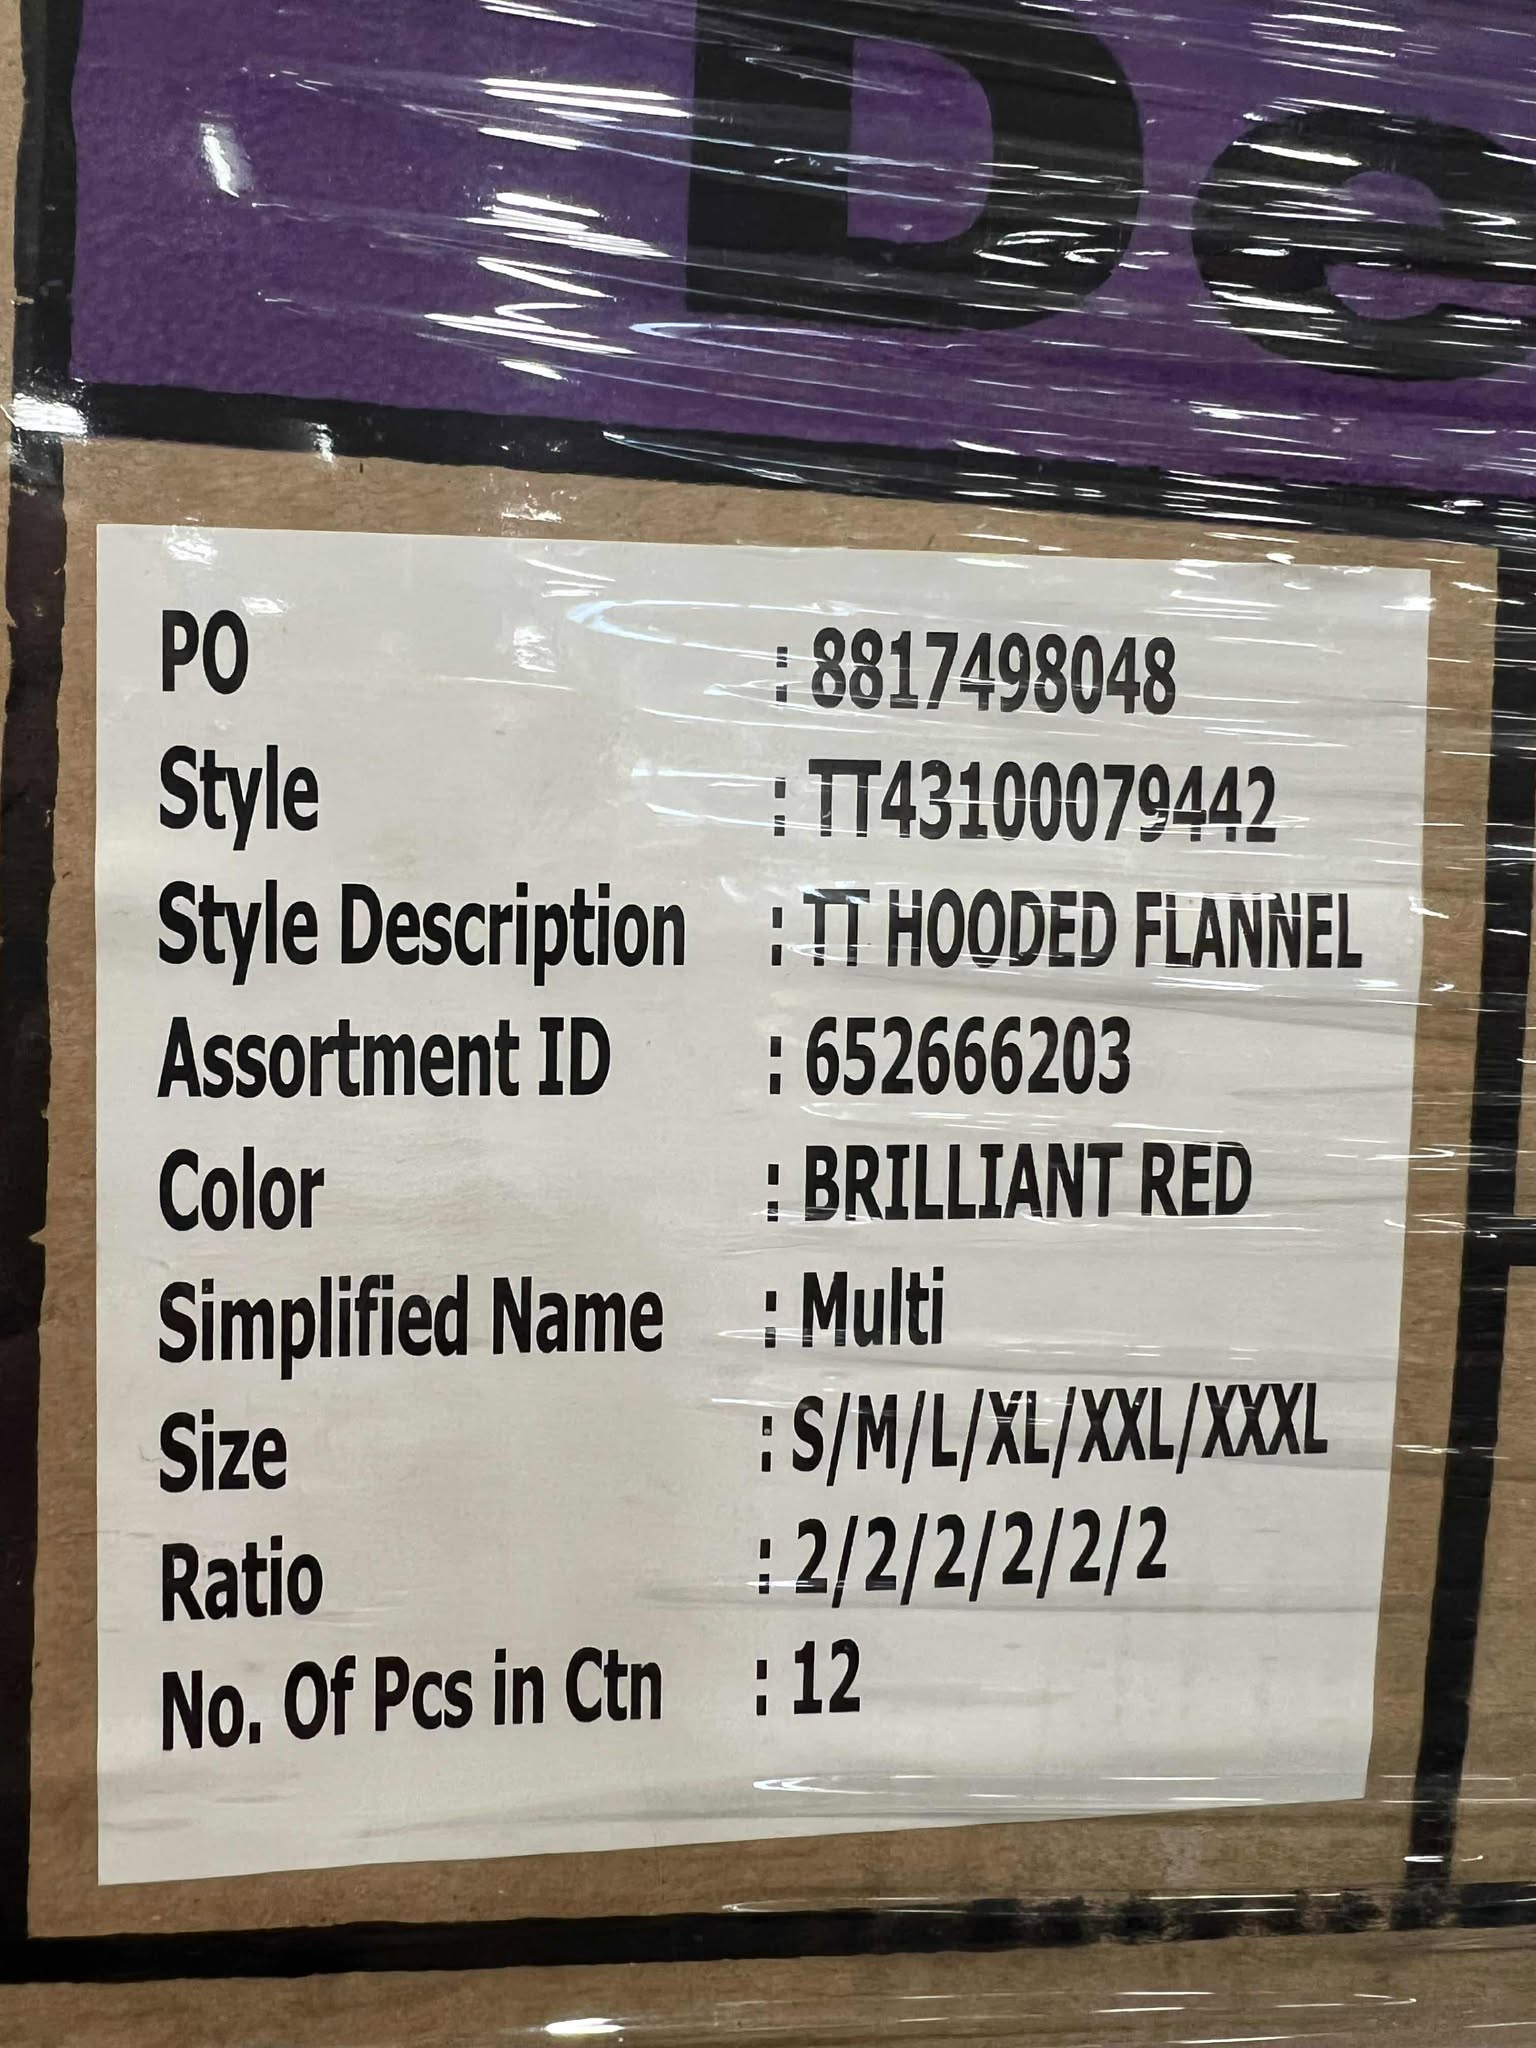 De
PO : 8817498048
Style : TT43100079442
Style Description : TT HOODED FLANNEL
Assortment ID : 652666203
Color : BRILLIANT RED
Simplified Name : Multi
Size : S/M/L/XL/XXL/XXXL
Ratio : 2/2/2/2/2/2
No. Of Pcs in Ctn : 12